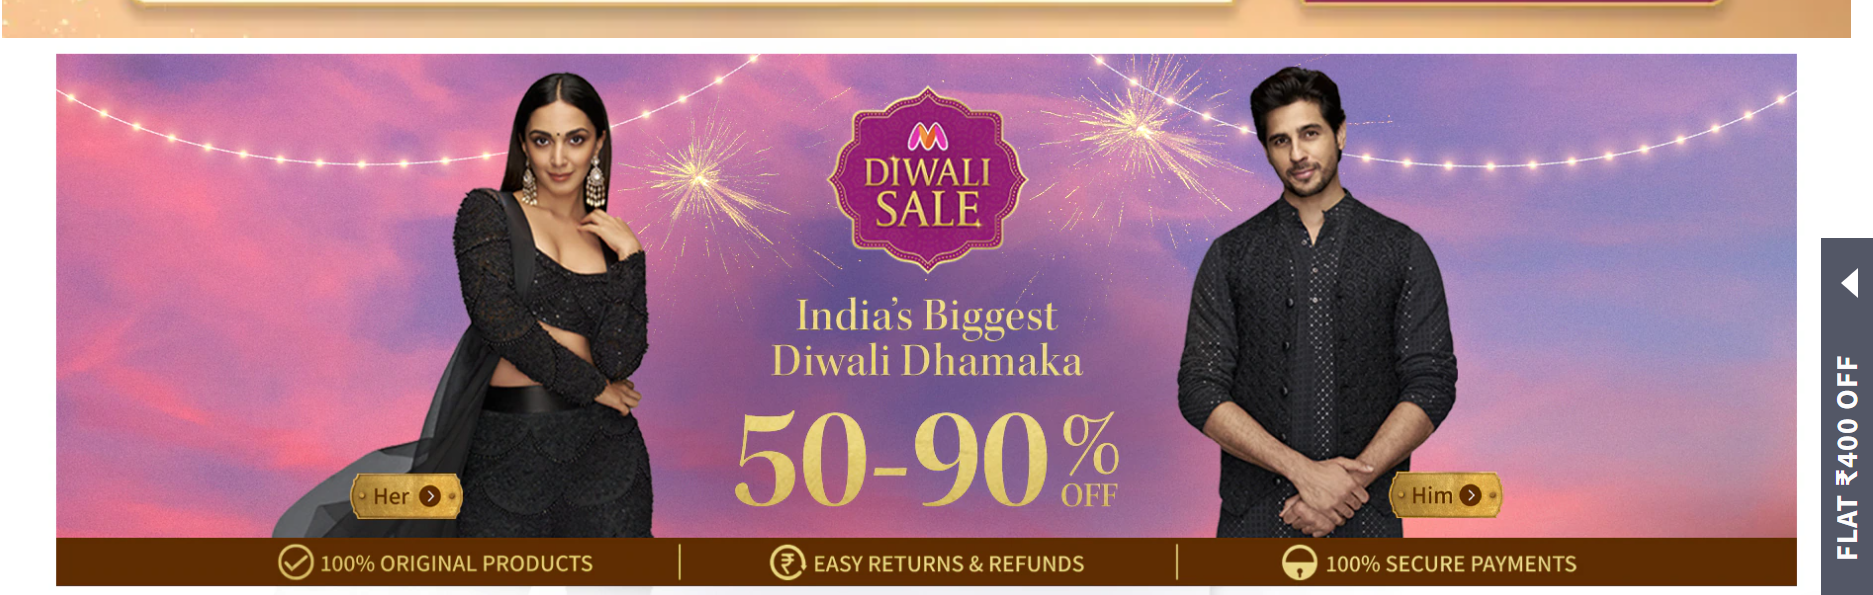 DIWALI
SALE
India's Biggest
Diwali Dhamaka
50-90%
OFF
Her
Him
100% ORIGINAL PRODUCTS
EASY RETURNS & REFUNDS
100% SECURE PAYMENTS
FLAT ₹400 OFF